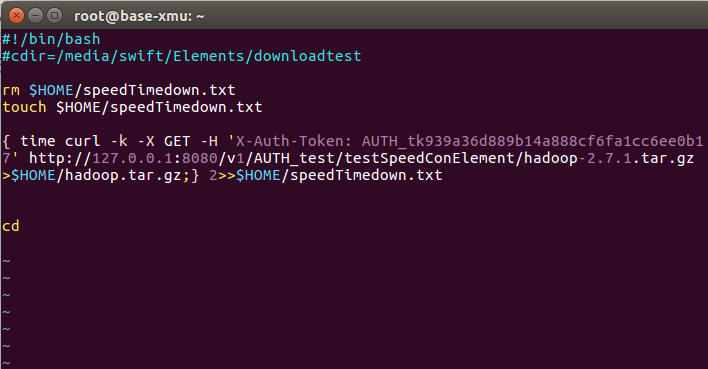 root@base-xmu: ~
#!/bin/bash
#cdir=/media/swift/Elements/downloadtest
rm $HOME/speedTimedown.txt
touch $HOME/speedTimedown.txt
{ time curl -k -X GET -H 'X-Auth-Token: AUTH_tk939a36d889b14a888cf6fa1cc6ee0b1
7' http://127.0.0.1:8080/v1/AUTH_test/testSpeedConElement/hadoop-2.7.1.tar.gz
>$HOME/hadoop.tar.gz;} 2>>$HOME/speedTimedown.txt
cd
~
~
~
~
~
~
~